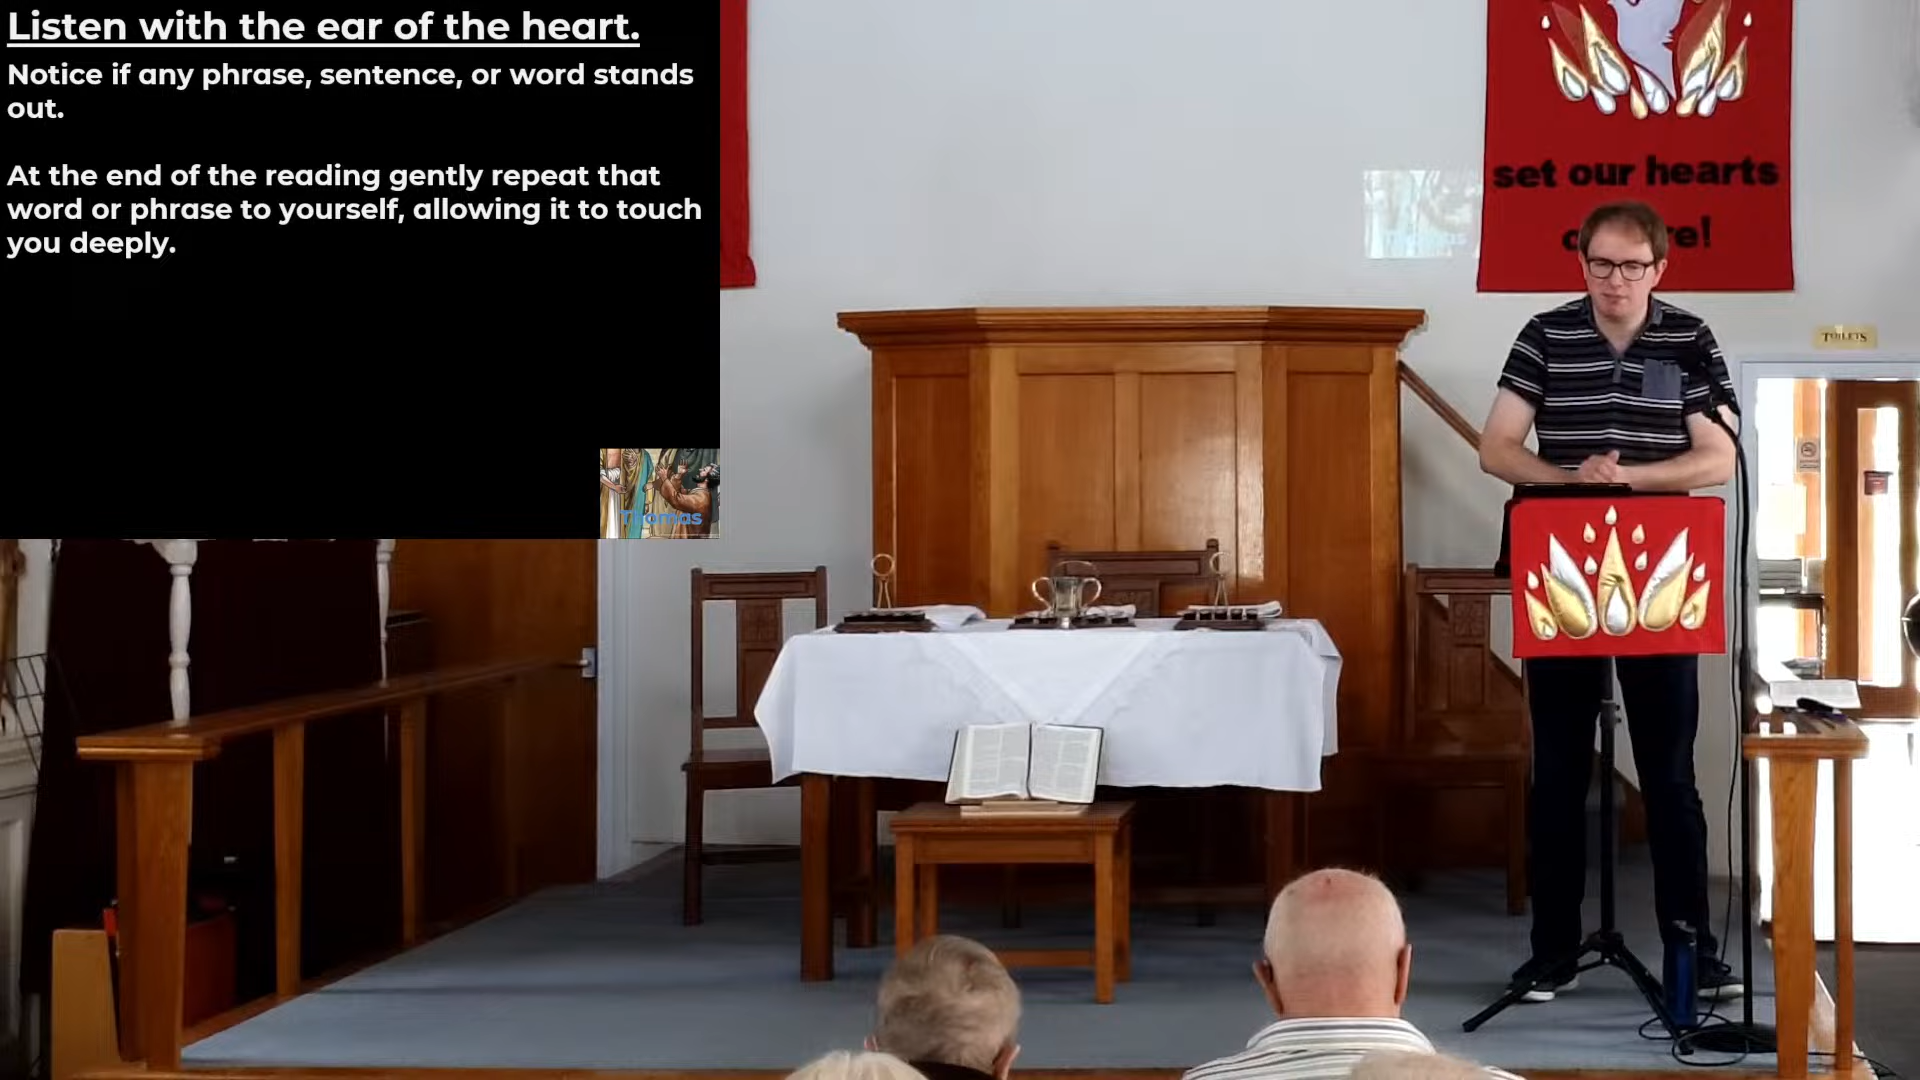 Listen with the ear of the heart.
Notice if any phrase, sentence, or word stands
out.
At the end of the reading gently repeat that
word or phrase to yourself, allowing it to touch
you deeply.
Thomas
set our hearts
Thomas
TOILETS